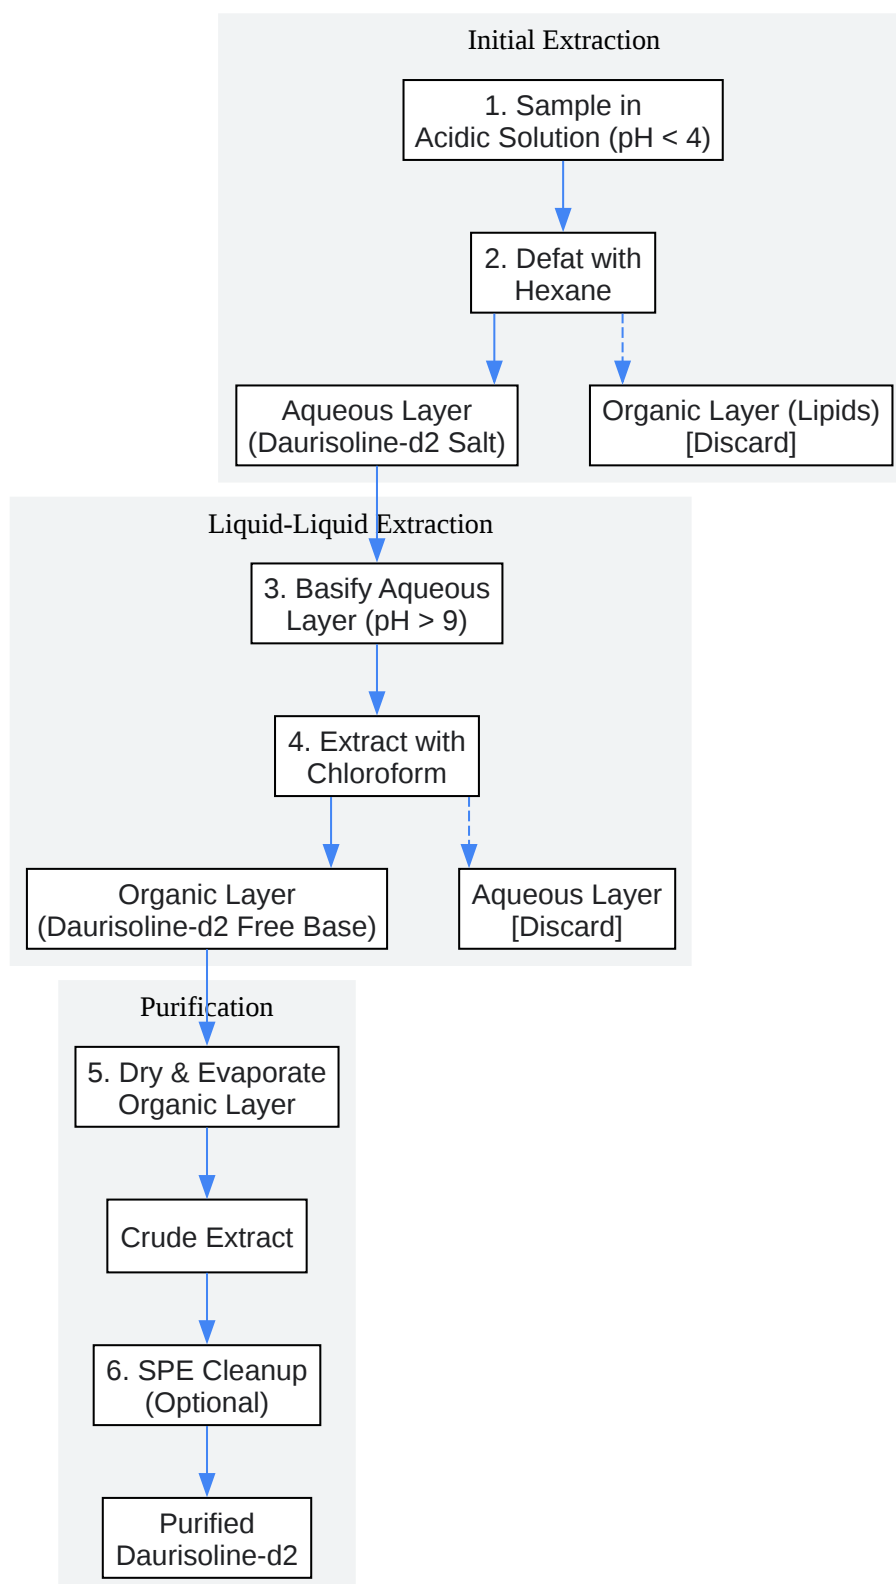 Initial Extraction
1. Sample in
Acidic Solution (pH < 4)
2. Defat with
Hexane
Aqueous Layer
(Daurisoline-d2 Salt)
Organic Layer (Lipids)
[Discard]
Liquid-Liquid Extraction
3. Basify Aqueous
Layer (pH > 9)
4. Extract with
Chloroform
Organic Layer
(Daurisoline-d2 Free Base)
Aqueous Layer
[Discard]
Purification
5. Dry & Evaporate
Organic Layer
Crude Extract
6. SPE Cleanup
(Optional)
Purified
Daurisoline-d2